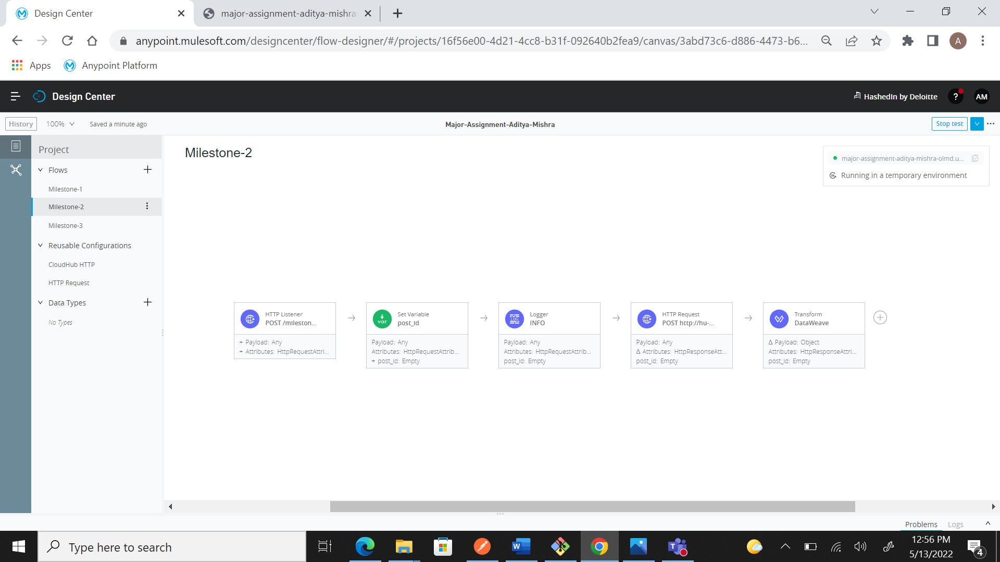 Design Center
major-assignment-aditya-mishra
anypoint.mulesoft.com/designcenter/flow-designer/#/projects/16f56e00-4d21-4cc8-b31f-092640b2fea9/canvas/3abd73c6-d886-4473-b6...
A
Apps
Anypoint Platform
Design Center
HashedIn by Deloitte
?
AM
History
100%
Saved a minute ago
Major-Assignment-Aditya-Mishra
Stop test
Project
Flows
Milestone-1
Milestone-2
Milestone-3
Reusable Configurations
CloudHub HTTP
HTTP Request
Data Types
No Types
Milestone-2
major-assignment-aditya-mishra-olmd.u...
Running in a temporary environment
HTTP Listener
POST /mileston...
+ Payload: Any
+ Attributes: HttpRequestAttri...
var
Set Variable
post_id
Payload: Any
Attributes: HttpRequestAttrib...
+ post_id: Empty
LOG
Logger
INFO
Payload: Any
Attributes: HttpRequestAttrib...
post_id: Empty
HTTP Request
POST http://hu-...
Payload: Any
Δ Attributes: HttpResponseAtt...
post_id: Empty
Transform
DataWeave
Δ Payload: Object
Attributes: HttpResponseAttri...
post_id: Empty
Problems
Logs
Type here to search
12:56 PM
5/13/2022
4